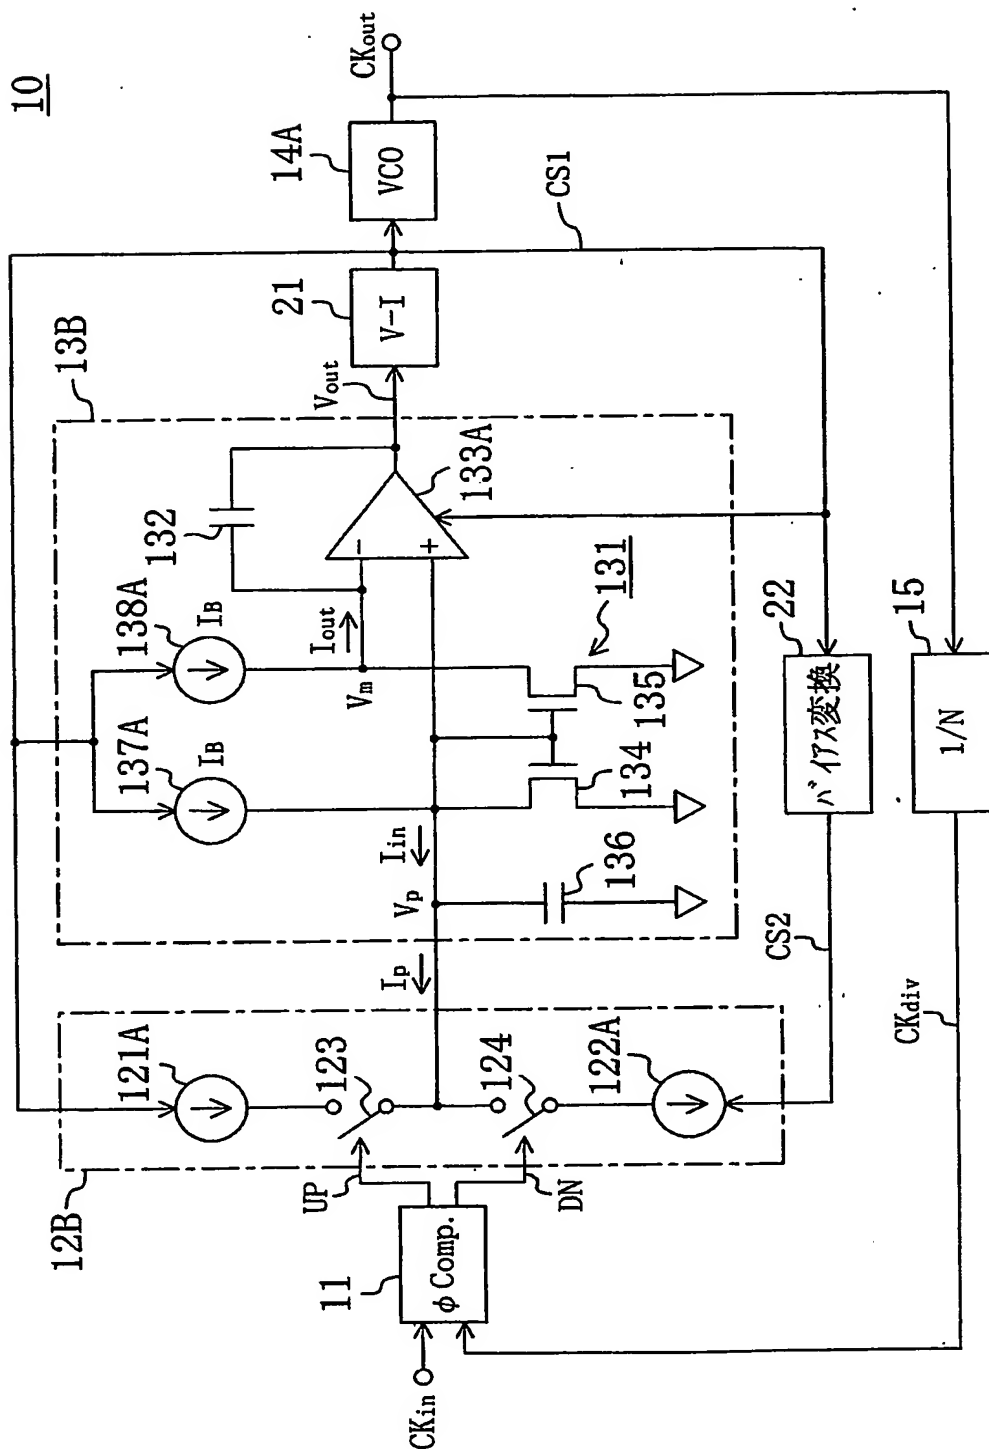 10
CKin
11
φ Comp.
UP
DN
12B
121A
123
124
122A
Ip
13B
137A
IB
138A
IB
Iin
Vp
136
134
135
131
Vm
Iout
132
−
+
133A
Vout
21
V-I
14A
VCO
CKout
CS1
22
バイアス変換
CS2
15
1/N
CKdiv